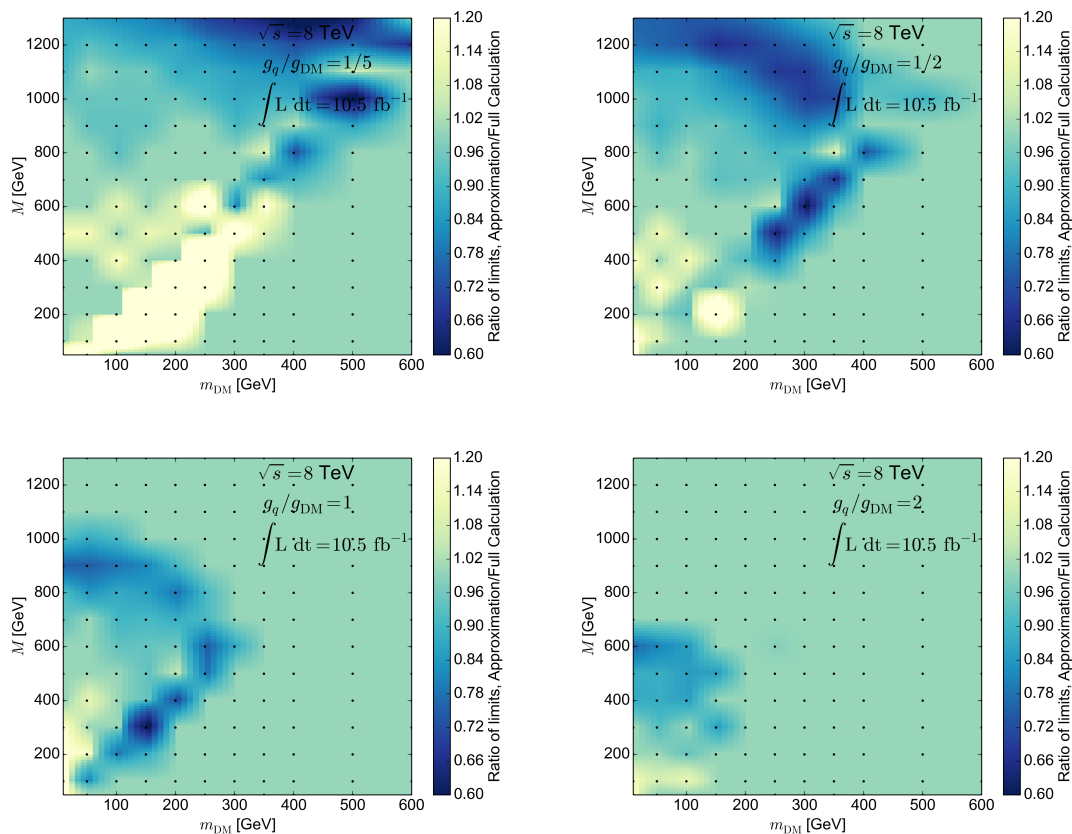 √s = 8 TeV
g_q/g_DM = 1/5
∫ L dt = 10.5 fb⁻¹
1200
1000
800
600
400
200
M [GeV]
100 200 300 400 500 600
m_DM [GeV]
1.20
1.14
1.08
1.02
0.96
0.90
0.84
0.78
0.72
0.66
0.60
Ratio of limits, Approximation/Full Calculation
√s = 8 TeV
g_q/g_DM = 1/2
∫ L dt = 10.5 fb⁻¹
1200
1000
800
600
400
200
M [GeV]
100 200 300 400 500 600
m_DM [GeV]
1.20
1.14
1.08
1.02
0.96
0.90
0.84
0.78
0.72
0.66
0.60
Ratio of limits, Approximation/Full Calculation
√s = 8 TeV
g_q/g_DM = 1
∫ L dt = 10.5 fb⁻¹
1200
1000
800
600
400
200
M [GeV]
100 200 300 400 500 600
m_DM [GeV]
1.20
1.14
1.08
1.02
0.96
0.90
0.84
0.78
0.72
0.66
0.60
Ratio of limits, Approximation/Full Calculation
√s = 8 TeV
g_q/g_DM = 2
∫ L dt = 10.5 fb⁻¹
1200
1000
800
600
400
200
M [GeV]
100 200 300 400 500 600
m_DM [GeV]
1.20
1.14
1.08
1.02
0.96
0.90
0.84
0.78
0.72
0.66
0.60
Ratio of limits, Approximation/Full Calculation